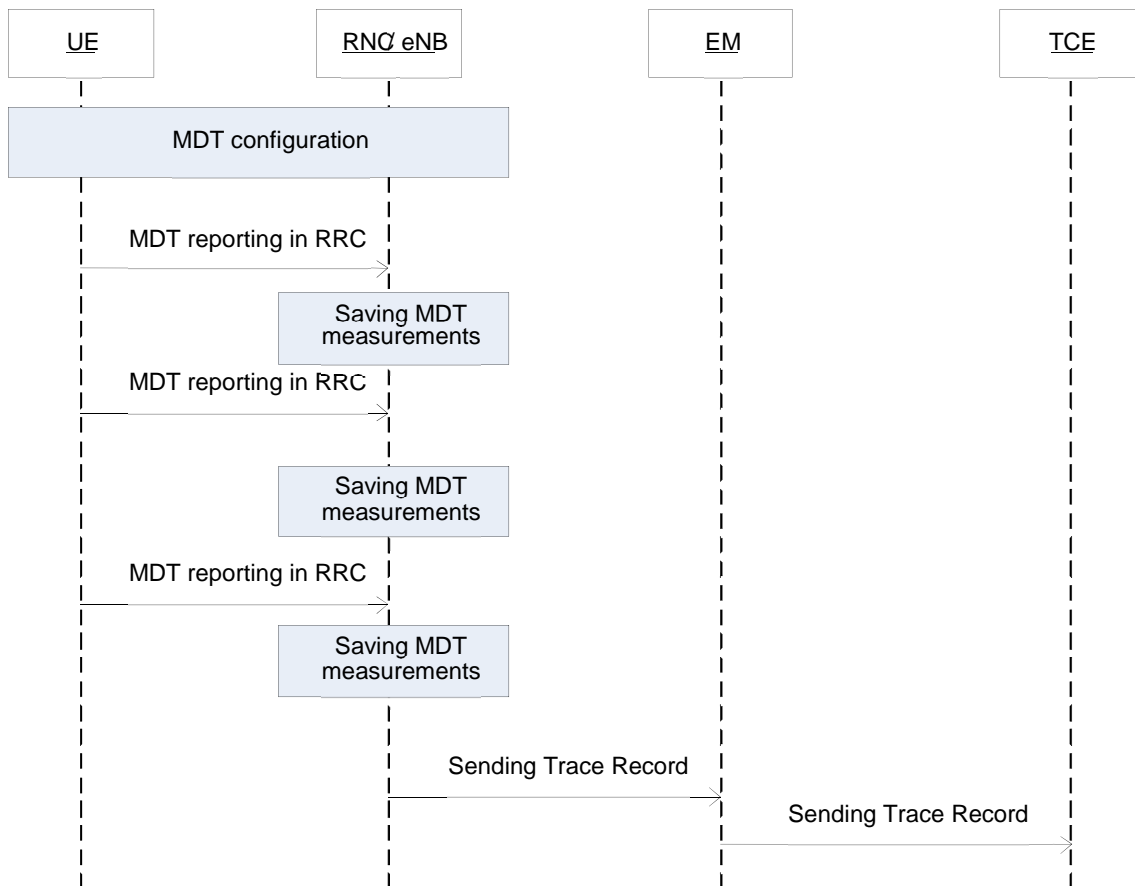 UE
RNC/ eNB
EM
TCE
MDT configuration
MDT reporting in RRC
Saving MDT
measurements
MDT reporting in RRC
Saving MDT
measurements
MDT reporting in RRC
Saving MDT
measurements
Sending Trace Record
Sending Trace Record